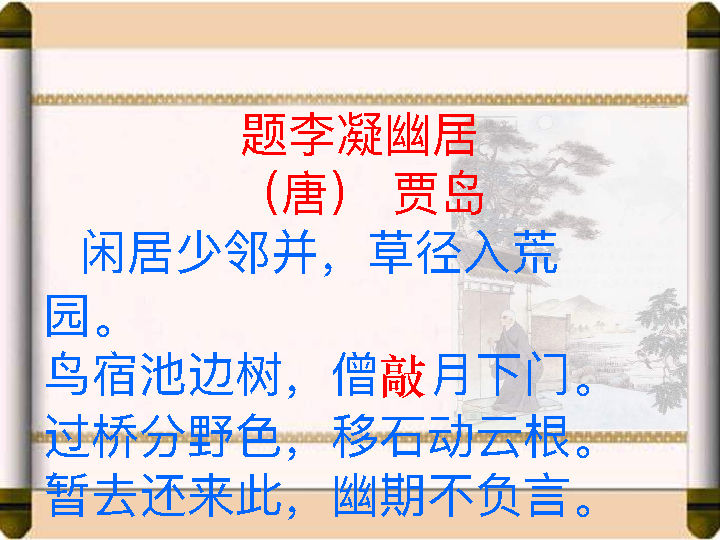 题李凝幽居
（唐） 贾岛
闲居少邻并，草径入荒
园。
鸟宿池边树，僧敲月下门。
过桥分野色，移石动云根。
暂去还来此，幽期不负言。